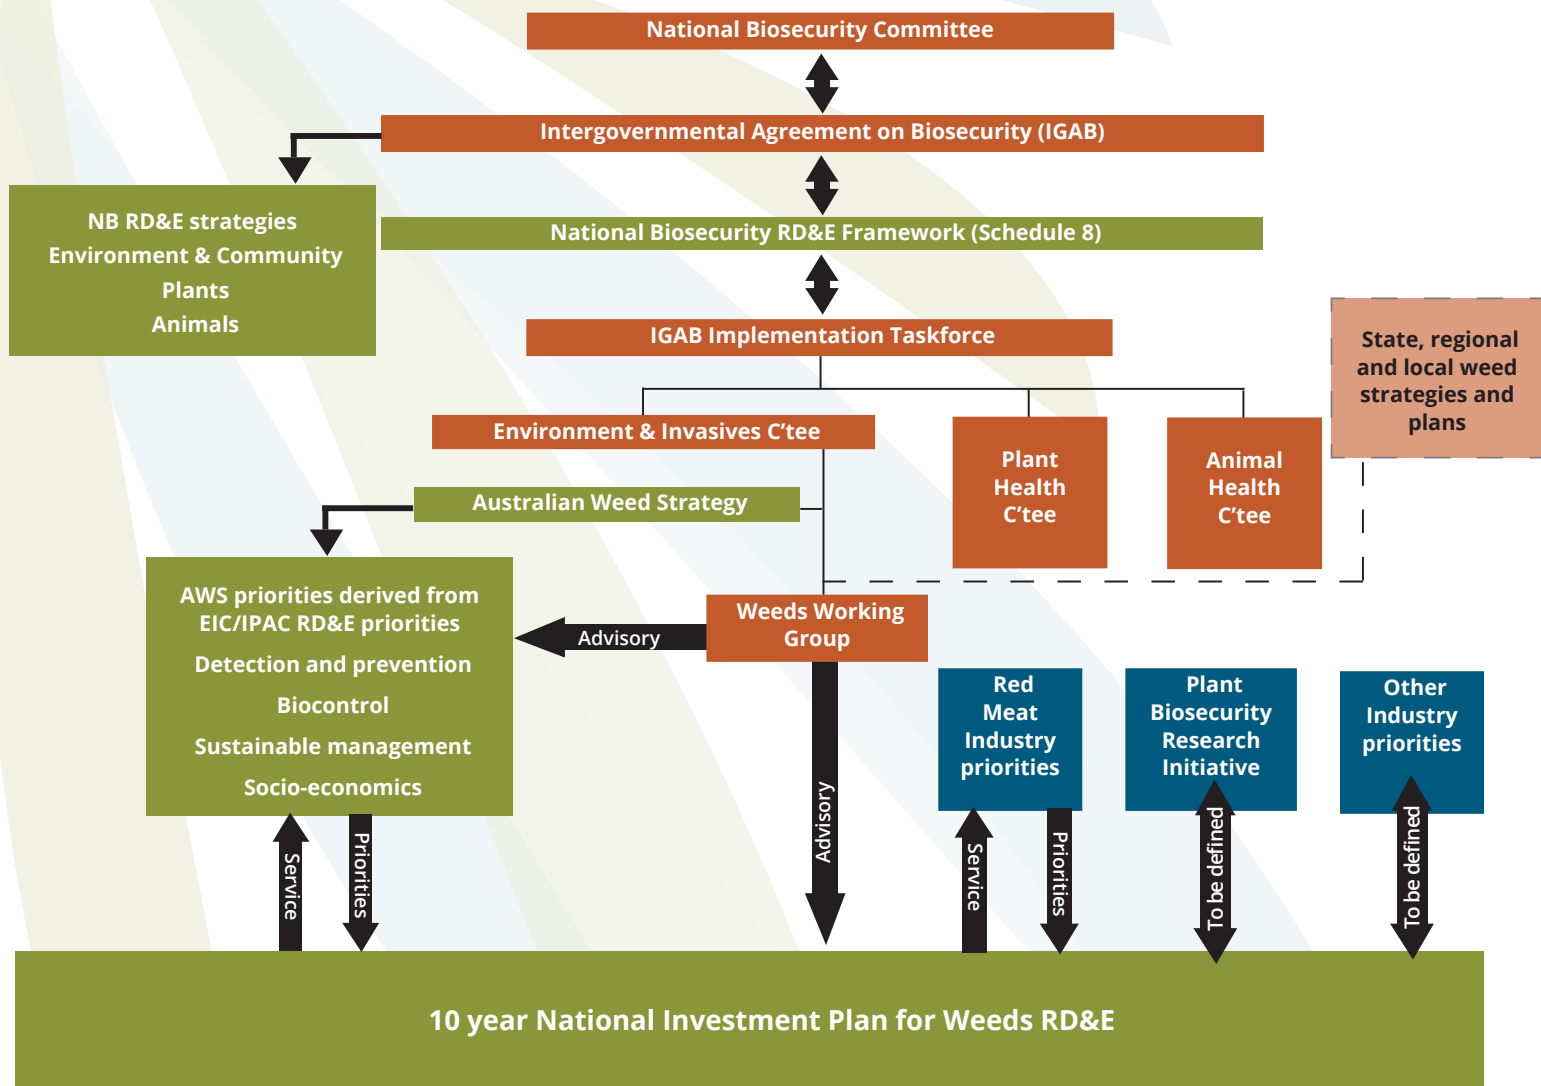 National Biosecurity Committee
Intergovernmental Agreement on Biosecurity (IGAB)
NB RD&E strategies
Environment & Community
Plants
Animals
National Biosecurity RD&E Framework (Schedule 8)
IGAB Implementation Taskforce
State, regional
and local weed
strategies and
plans
Environment & Invasives C'tee
Plant
Health
C'tee
Animal
Health
C'tee
Australian Weed Strategy
AWS priorities derived from
EIC/IPAC RD&E priorities
Detection and prevention
Biocontrol
Sustainable management
Socio-economics
Advisory
Weeds Working
Group
Red
Meat
Industry
priorities
Plant
Biosecurity
Research
Initiative
Other
Industry
priorities
Service
Priorities
Advisory
Service
Priorities
To be defined
To be defined
10 year National Investment Plan for Weeds RD&E